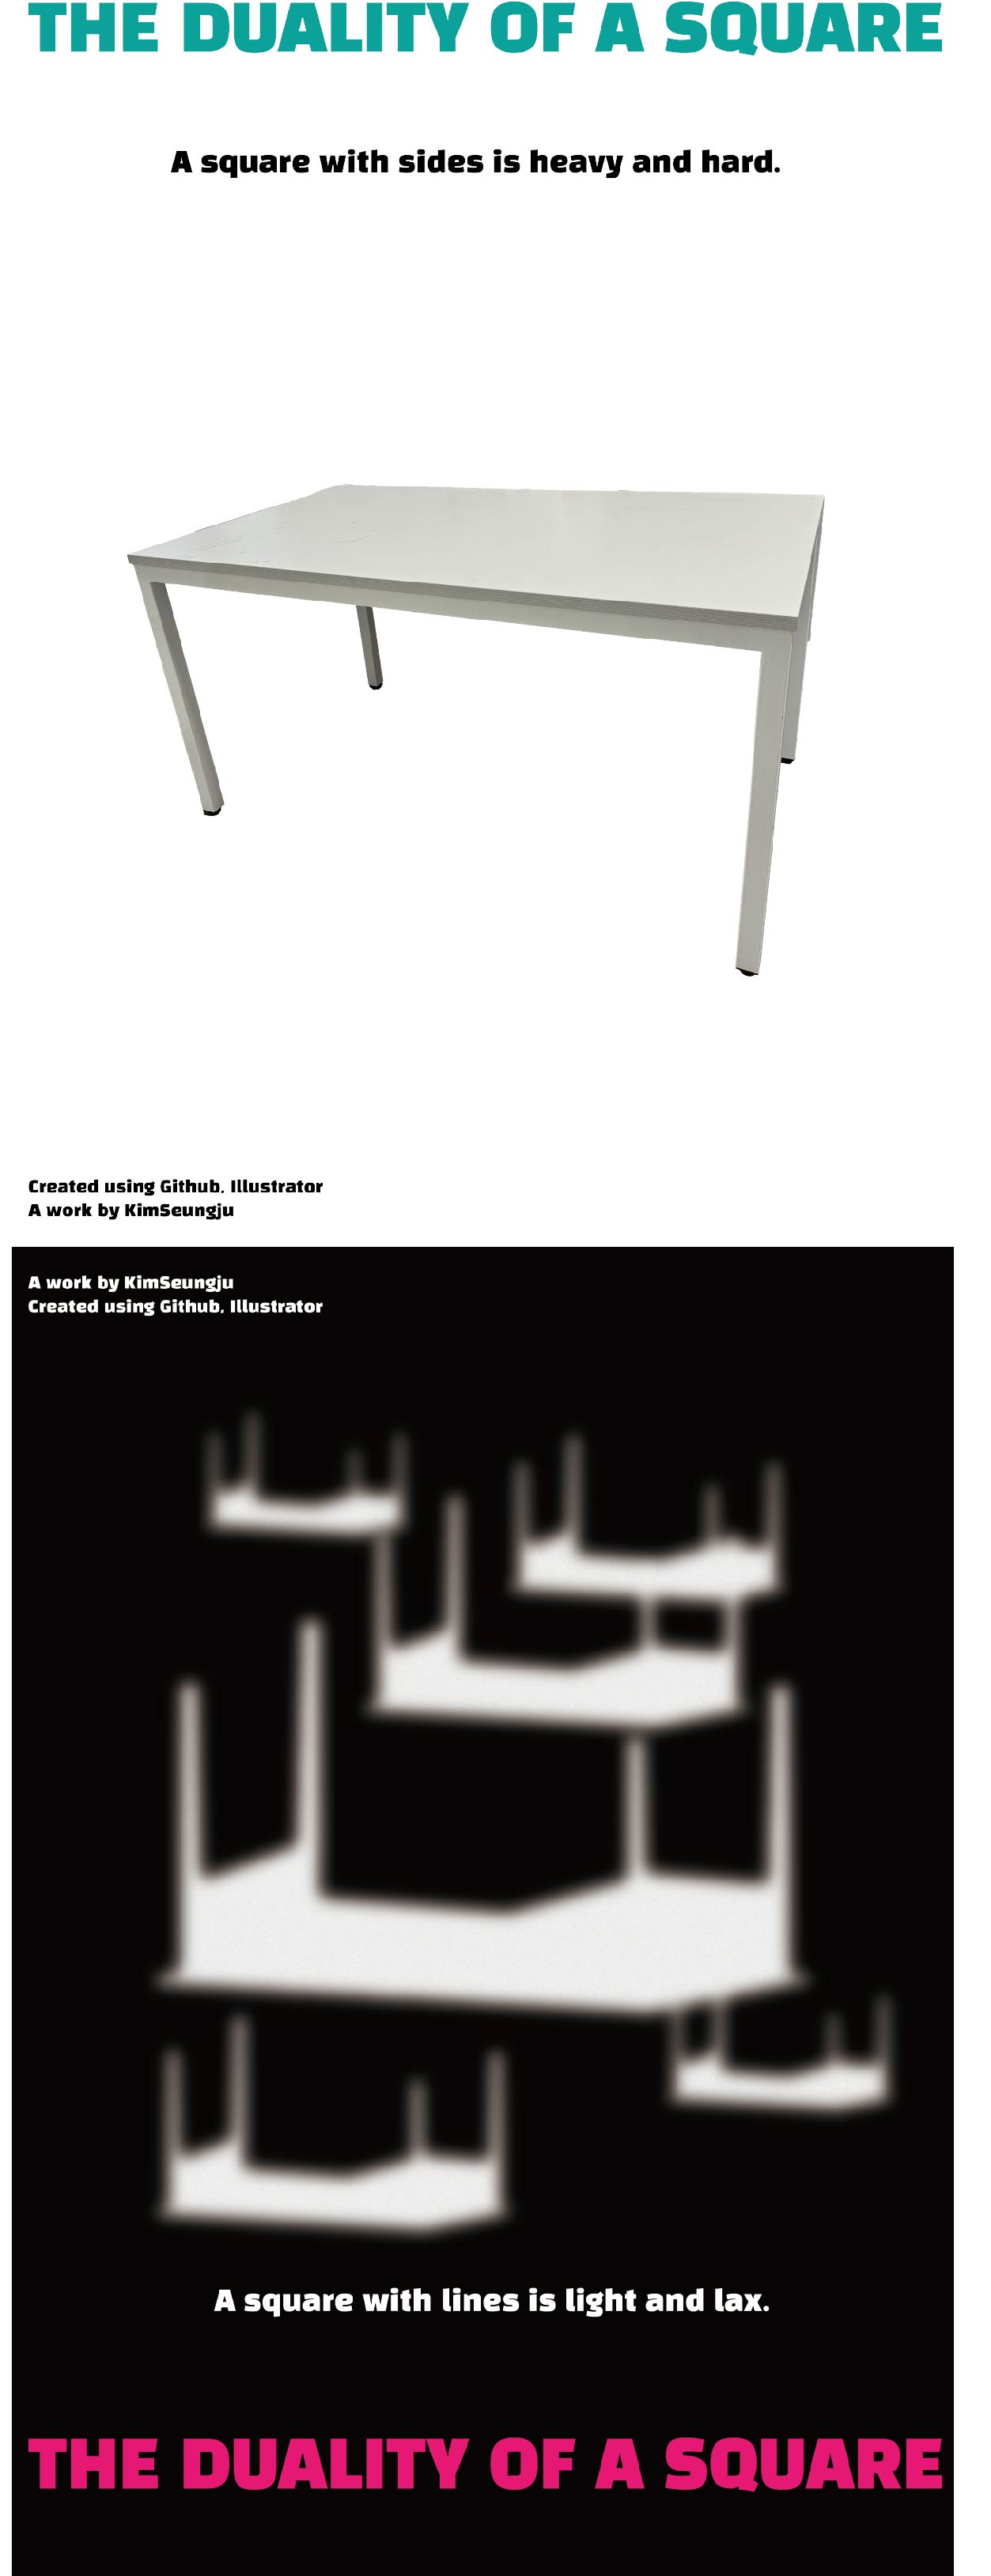 THE DUALITY OF A SQUARE
A square with sides is heavy and hard.
Created using Github, Illustrator
A work by KimSeungju
A work by KimSeungju
Created using Github, Illustrator
A square with lines is light and lax.
THE DUALITY OF A SQUARE